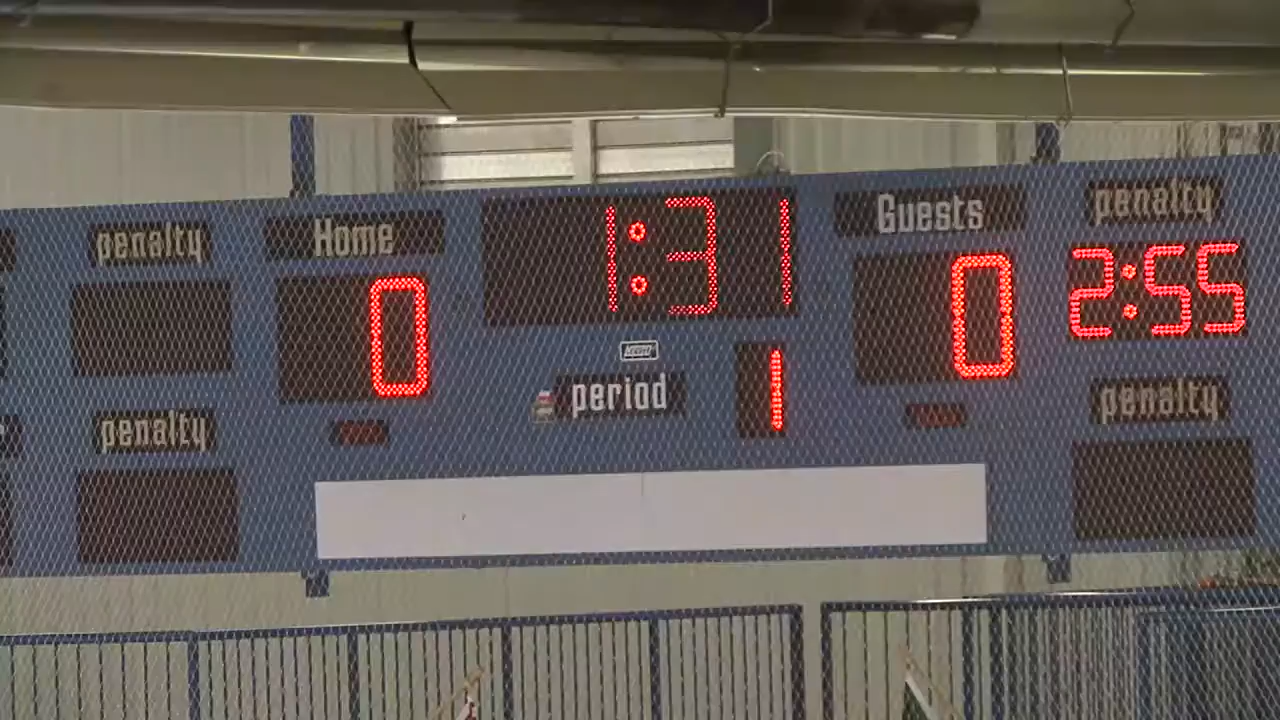 penalty
Home
0
1:31
Guests
0
penalty
2:55
period
1
penalty
penalty